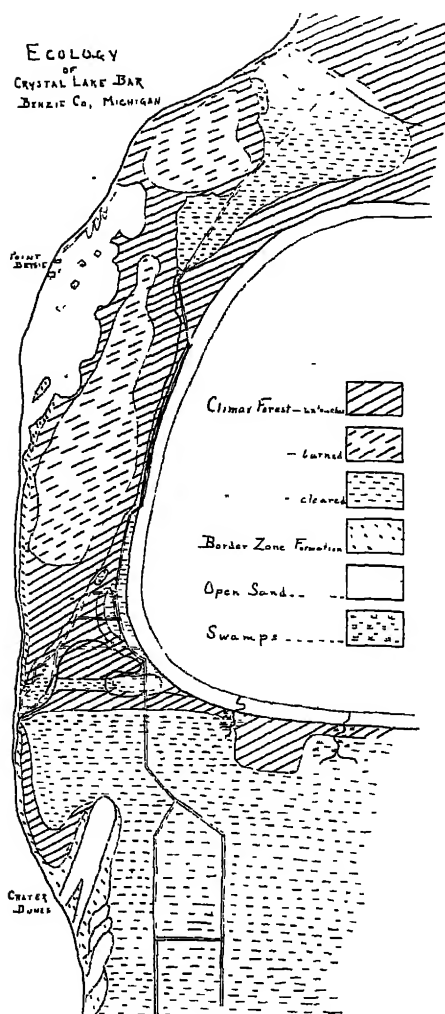 ECOLOGY
OF
CRYSTAL LAKE BAR
BENZIE CO, MICHIGAN
POINT
BETSIE
Climax Forest -
- burned
" " cleared
Border Zone Formation
Open Sand
Swamps
CRATER
DUNES